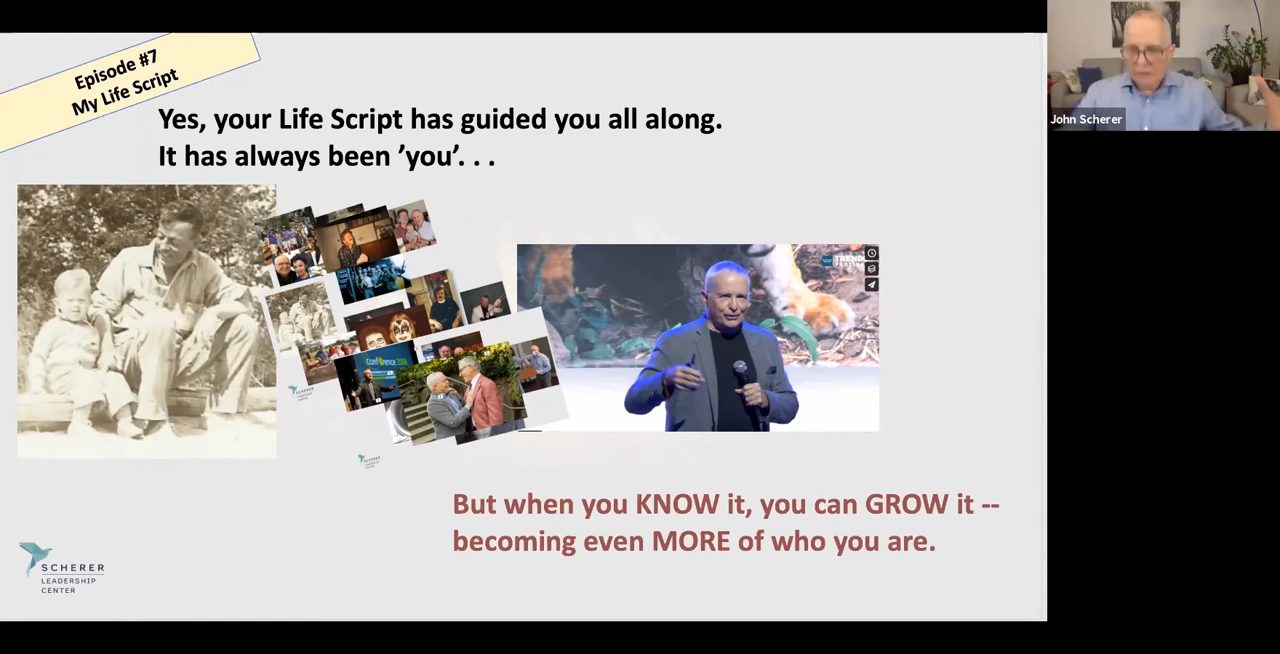 Episode #7
My Life Script
Yes, your Life Script has guided you all along.
It has always been ’you’. . .
But when you KNOW it, you can GROW it --
becoming even MORE of who you are.
SCHERER
LEADERSHIP
CENTER
John Scherer